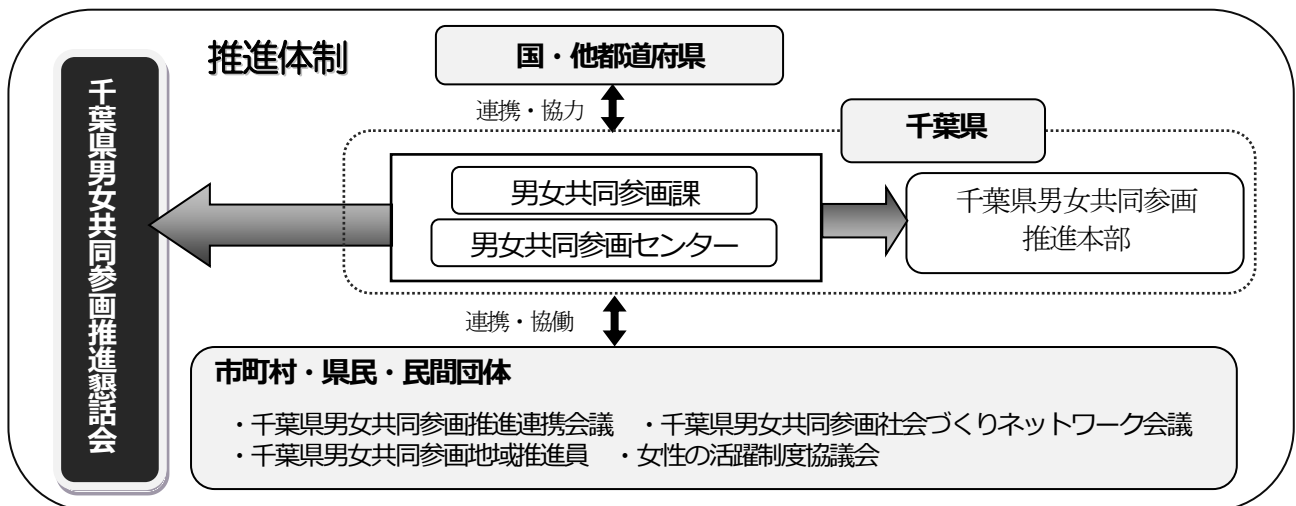 推進体制
千葉県男女共同参画推進懇話会
国・他都道府県
連携・協力
千葉県
男女共同参画課
男女共同参画センター
千葉県男女共同参画
推進本部
連携・協働
市町村・県民・民間団体
・千葉県男女共同参画推進連携会議 ・千葉県男女共同参画社会づくりネットワーク会議
・千葉県男女共同参画地域推進員 ・女性の活躍制度協議会